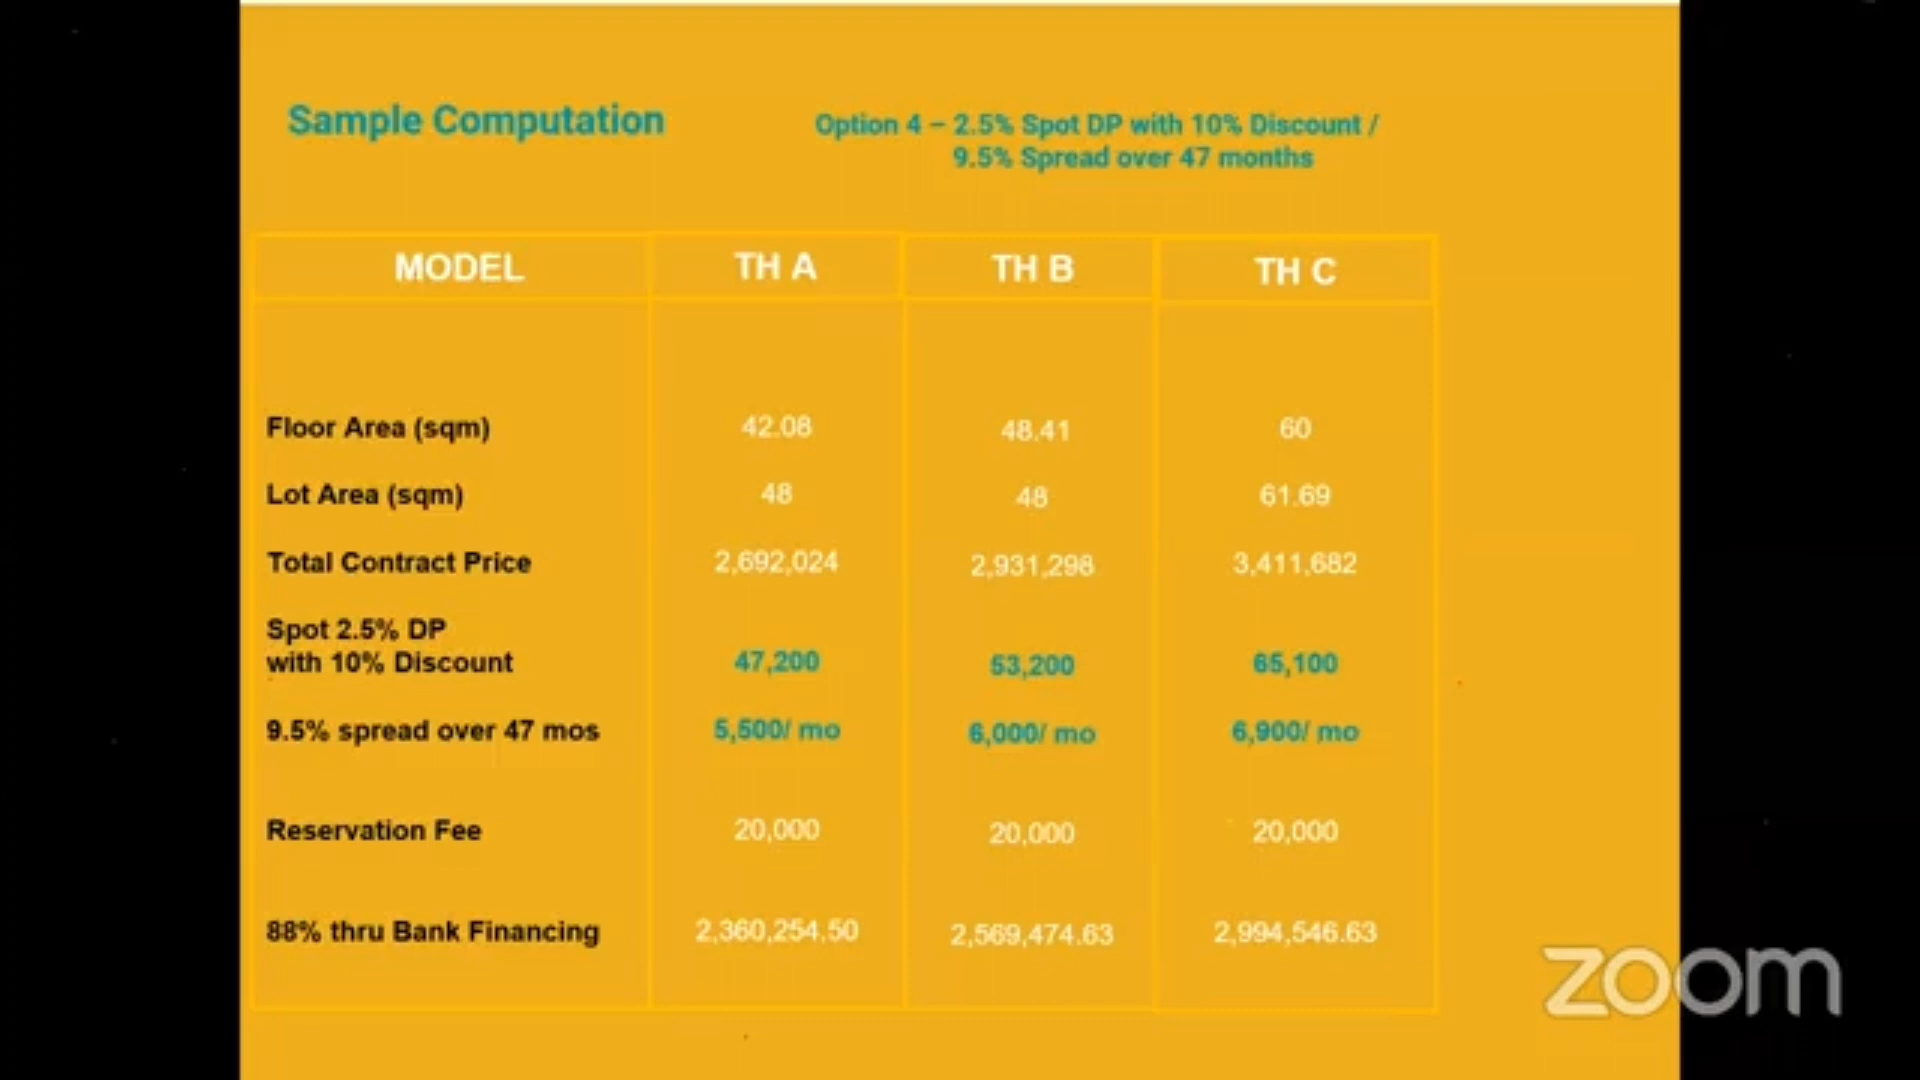 Sample Computation
Option 4 – 2.5% Spot DP with 10% Discount /
9.5% Spread over 47 months
MODEL TH A TH B TH C
Floor Area (sqm) 42.08 48.41 60
Lot Area (sqm) 48 48 61.69
Total Contract Price 2,692,024 2,931,298 3,411,682
Spot 2.5% DP
with 10% Discount 47,200 53,200 65,100
9.5% spread over 47 mos 5,500/ mo 6,000/ mo 6,900/ mo
Reservation Fee 20,000 20,000 20,000
88% thru Bank Financing 2,360,254.50 2,569,474.63 2,994,546.63
zoom